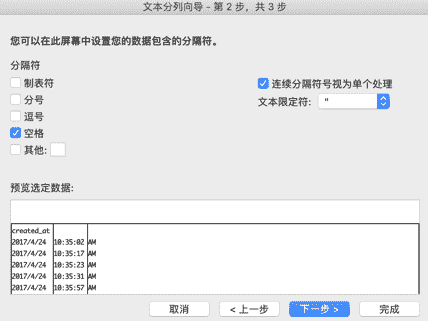 文本分列向导 - 第 2 步，共 3 步
您可以在此屏幕中设置您的数据包含的分隔符。
分隔符
制表符
连续分隔符号视为单个处理
分号
文本限定符: "
逗号
空格
其他:
预览选定数据:
created_at
2017/4/24 10:35:02 AM
2017/4/24 10:35:17 AM
2017/4/24 10:35:23 AM
2017/4/24 10:35:31 AM
2017/4/24 10:35:57 AM
取消 < 上一步 下一步 > 完成